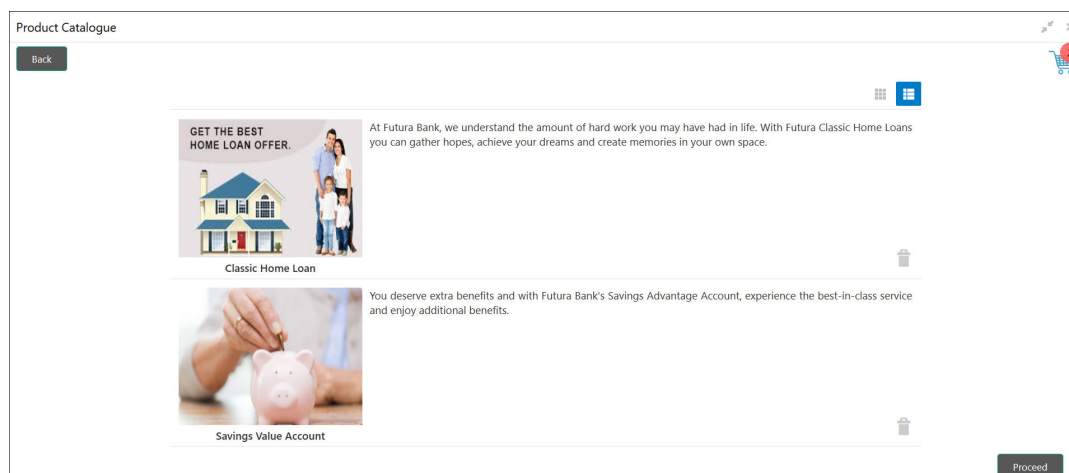 Product Catalogue
Back
GET THE BEST
HOME LOAN OFFER.
At Futura Bank, we understand the amount of hard work you may have had in life. With Futura Classic Home Loans
you can gather hopes, achieve your dreams and create memories in your own space.
Classic Home Loan
You deserve extra benefits and with Futura Bank's Savings Advantage Account, experience the best-in-class service
and enjoy additional benefits.
Savings Value Account
Proceed